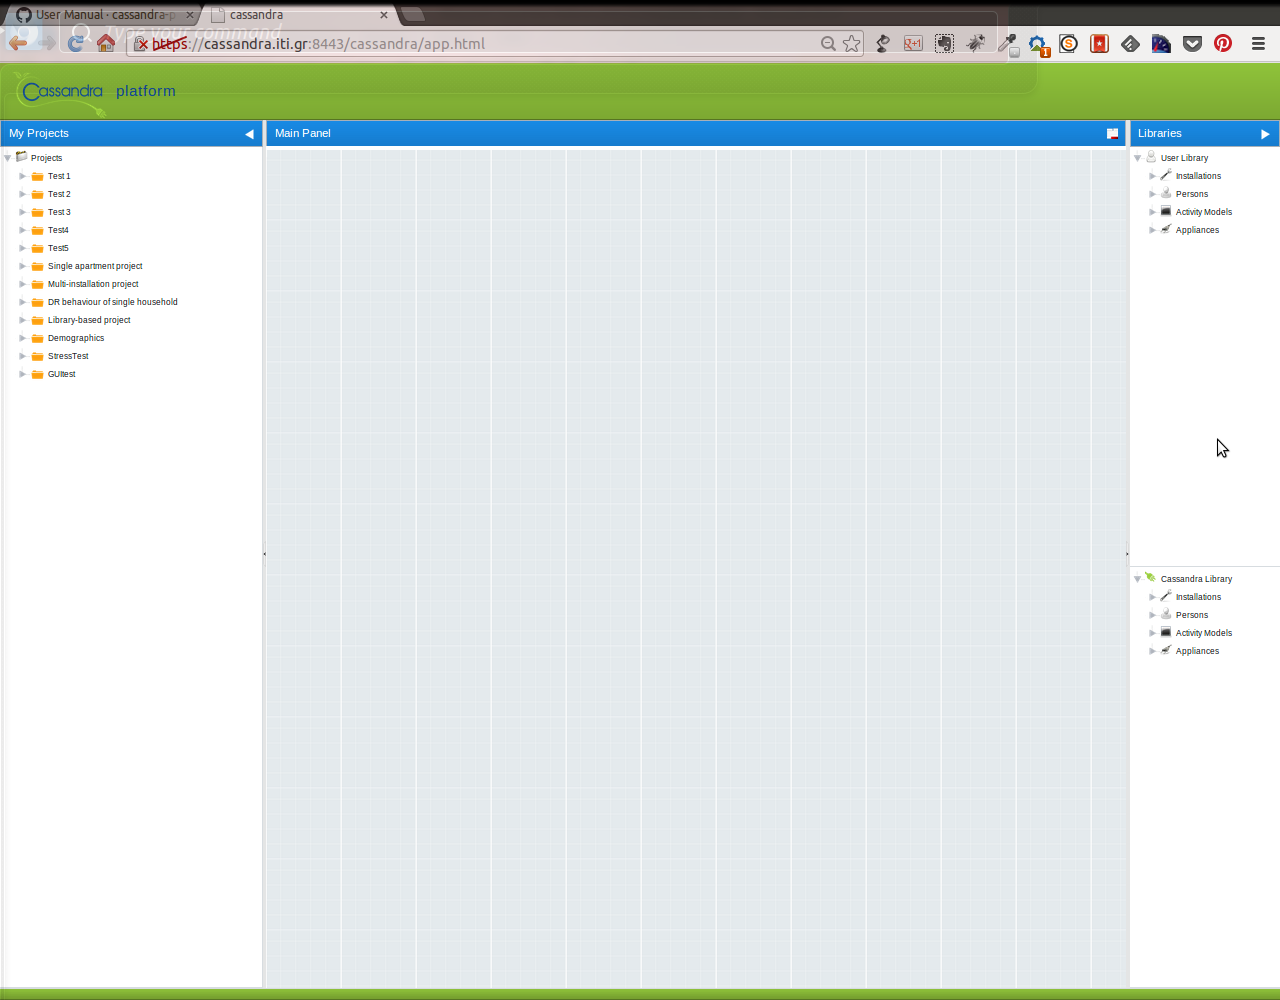 User Manual · cassandra-p
cassandra
Type your command
https://cassandra.iti.gr:8443/cassandra/app.html
Cassandra platform
My Projects
Main Panel
Libraries
Projects
Test 1
Test 2
Test 3
Test4
Test5
Single apartment project
Multi-installation project
DR behaviour of single household
Library-based project
Demographics
StressTest
GUItest
User Library
Installations
Persons
Activity Models
Appliances
Cassandra Library
Installations
Persons
Activity Models
Appliances